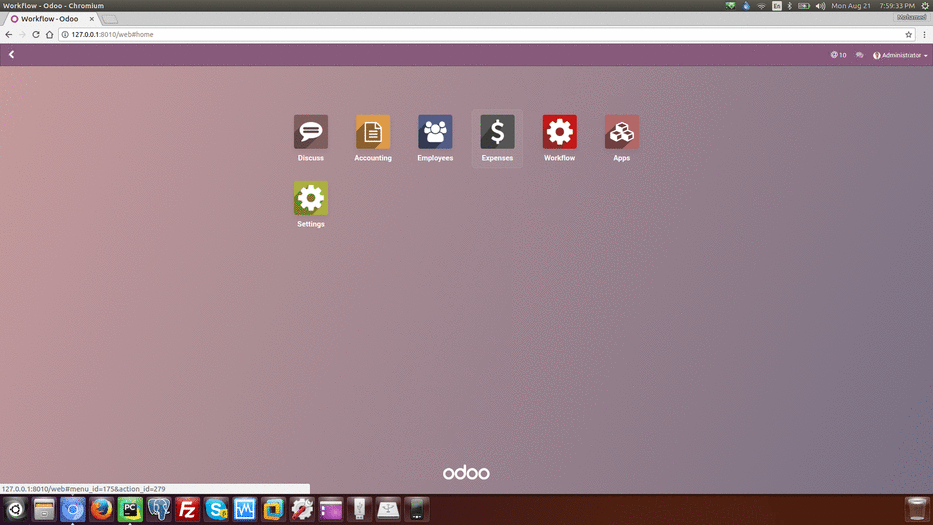 Workflow - Odoo - Chromium
En
Mon Aug 21
7:59:33 PM
Workflow - Odoo
Mohamed
127.0.0.1:8010/web#home
10
Administrator
Discuss
Accounting
Employees
Expenses
Workflow
Apps
Settings
odoo
127.0.0.1:8010/web#menu_id=175&action_id=279
PC
Fz
S